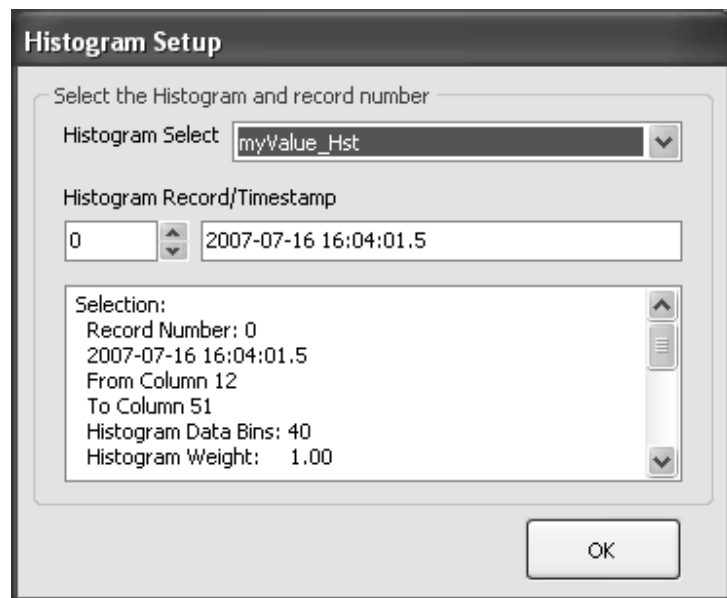 Histogram Setup
Select the Histogram and record number
Histogram Select myValue_Hst
Histogram Record/Timestamp
0 2007-07-16 16:04:01.5
Selection:
Record Number: 0
2007-07-16 16:04:01.5
From Column 12
To Column 51
Histogram Data Bins: 40
Histogram Weight: 1.00
OK